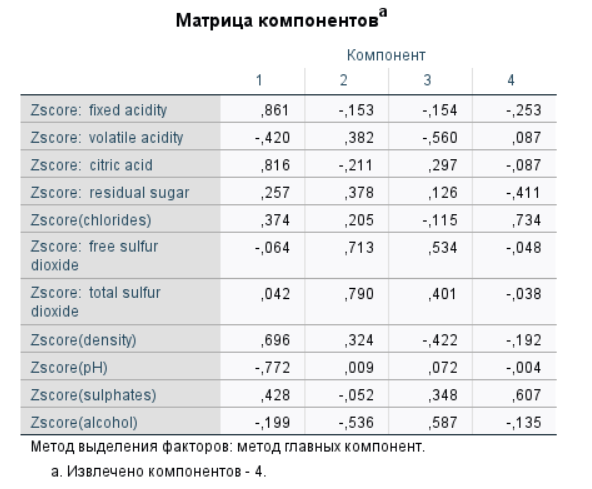 Матрица компонентовa
Компонент
1 2 3 4
Zscore: fixed acidity ,861 -,153 -,154 -,253
Zscore: volatile acidity -,420 ,382 -,560 ,087
Zscore: citric acid ,816 -,211 ,297 -,087
Zscore: residual sugar ,257 ,378 ,126 -,411
Zscore(chlorides) ,374 ,205 -,115 ,734
Zscore: free sulfur -,064 ,713 ,534 -,048
dioxide
Zscore: total sulfur ,042 ,790 ,401 -,038
dioxide
Zscore(density) ,696 ,324 -,422 -,192
Zscore(pH) -,772 ,009 ,072 -,004
Zscore(sulphates) ,428 -,052 ,348 ,607
Zscore(alcohol) -,199 -,536 ,587 -,135
Метод выделения факторов: метод главных компонент.
a. Извлечено компонентов - 4.